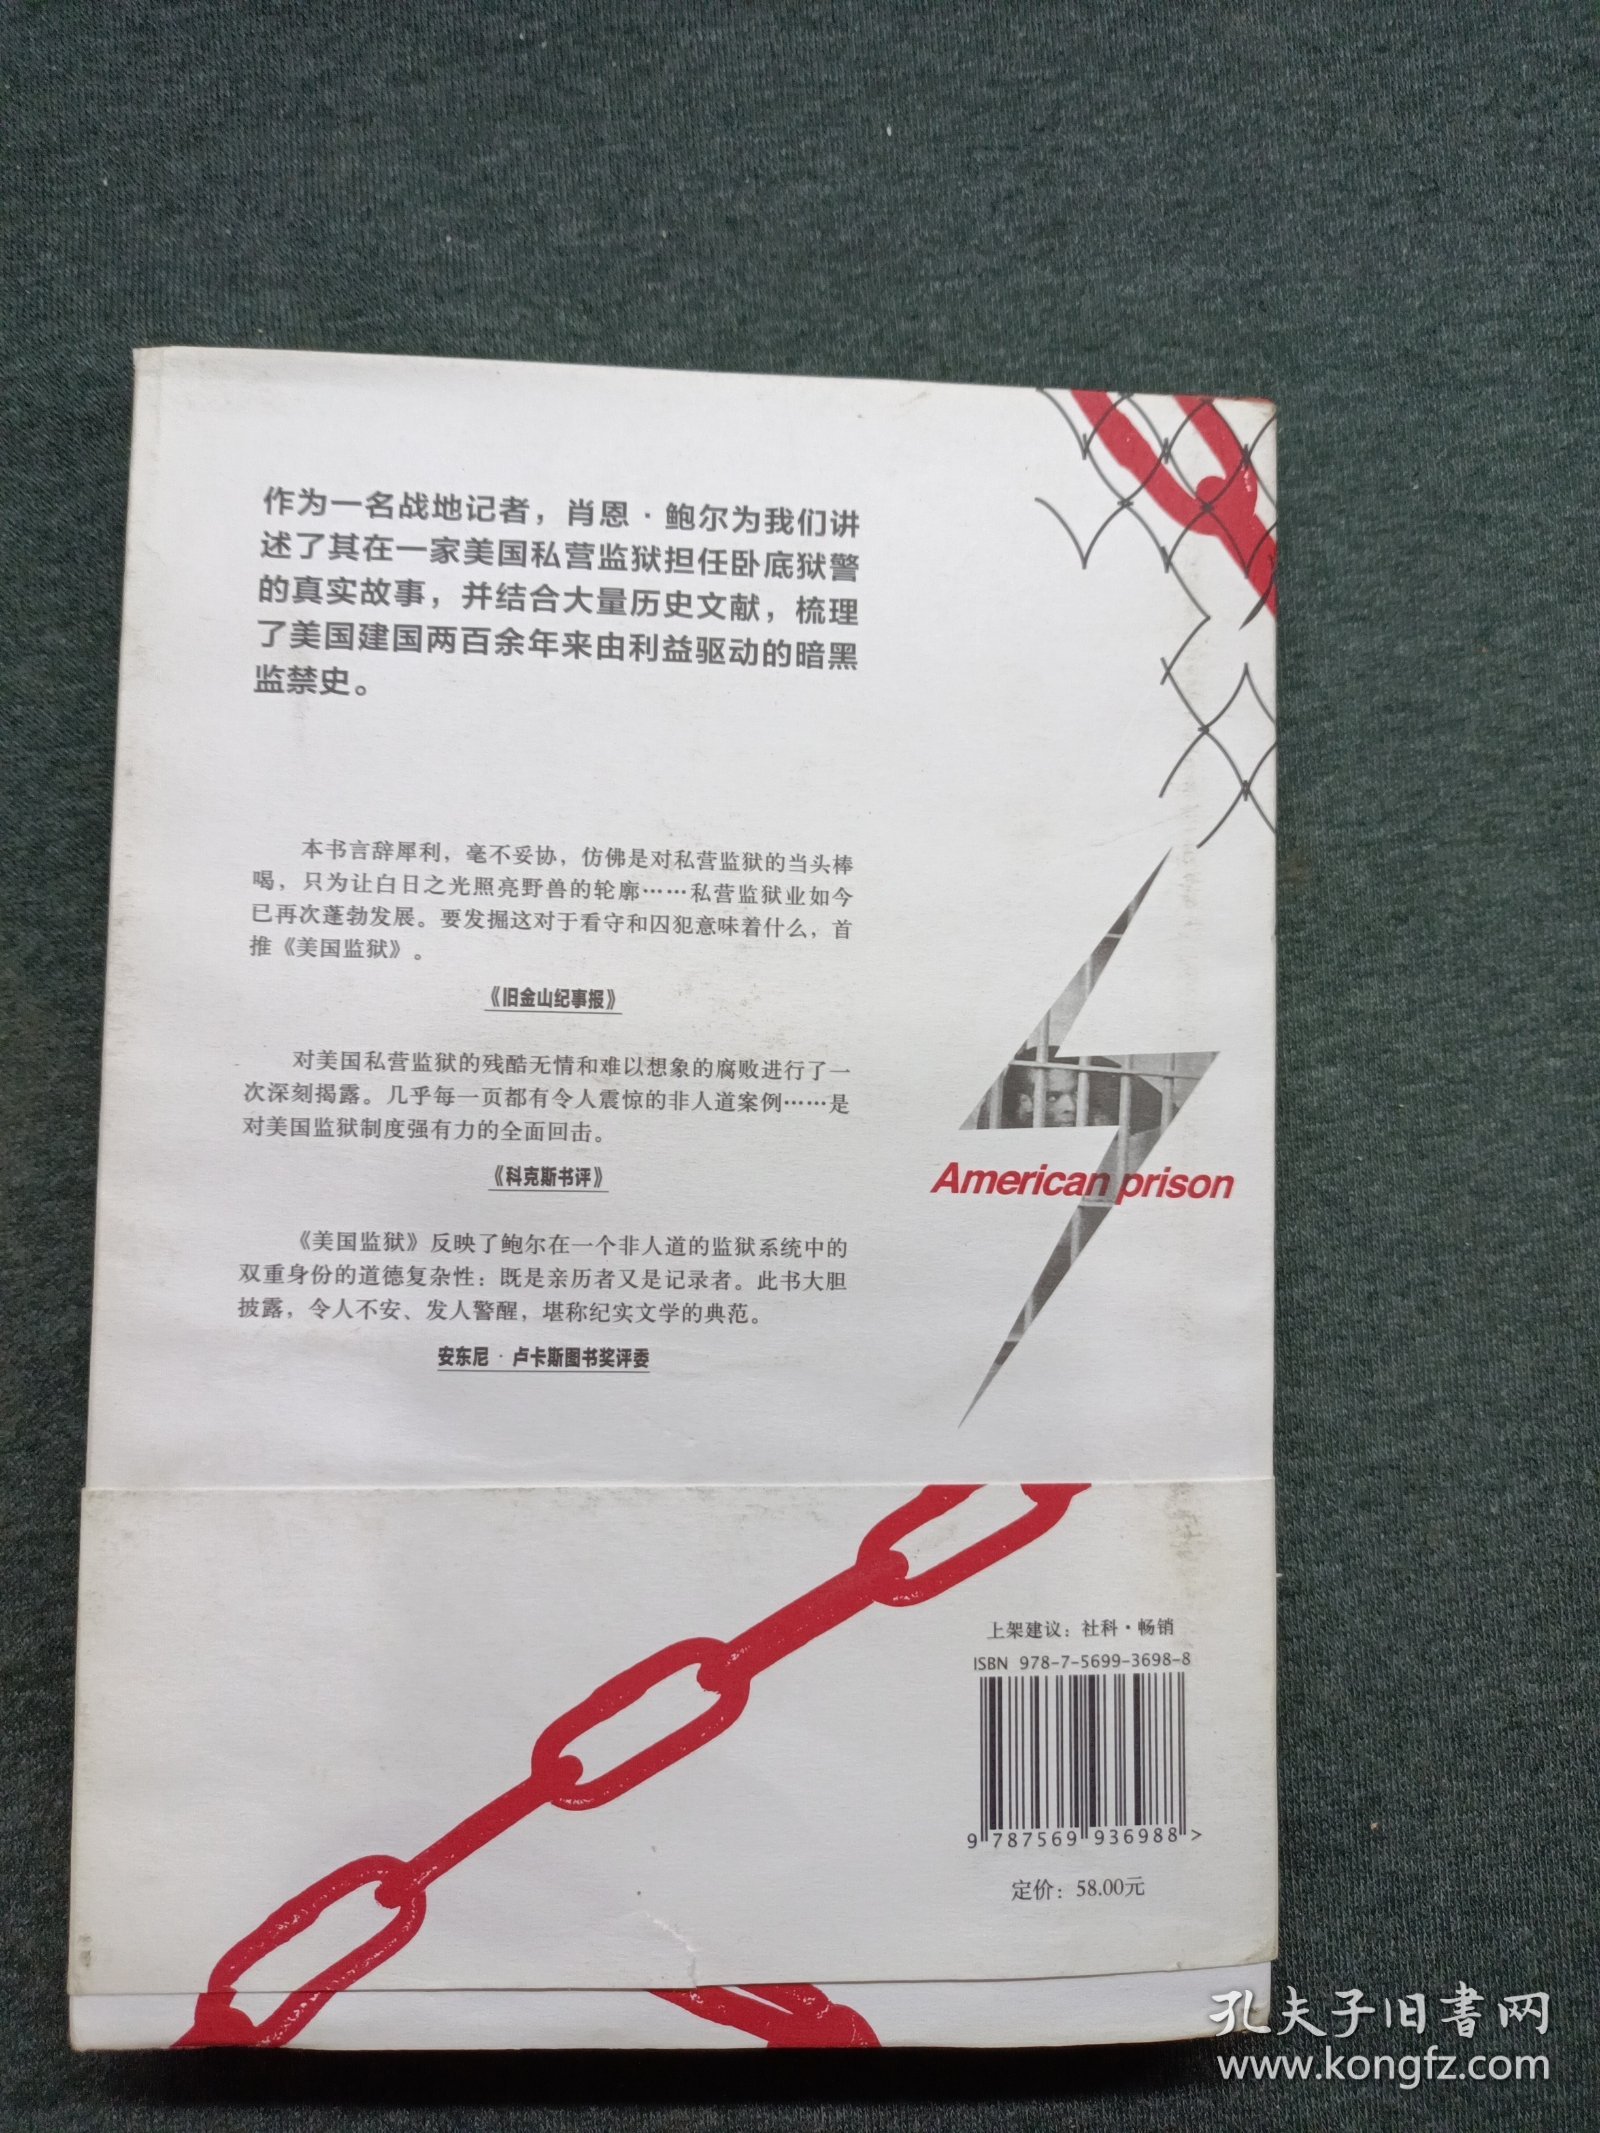 作为一名战地记者，肖恩·鲍尔为我们讲
述了其在一家美国私营监狱担任卧底狱警
的真实故事，并结合大量历史文献，梳理
了美国建国两百余年来由利益驱动的暗黑
监禁史。
本书言辞犀利，毫不妥协，仿佛是对私营监狱的当头棒
喝，只为让白日之光照亮野兽的轮廓……私营监狱业如今
已再次蓬勃发展。要发掘这对于看守和囚犯意味着什么，首
推《美国监狱》。
《旧金山纪事报》
对美国私营监狱的残酷无情和难以想象的腐败进行了一
次深刻揭露。几乎每一页都有令人震惊的非人道案例……是
对美国监狱制度强有力的全面回击。
《科克斯书评》
《美国监狱》反映了鲍尔在一个非人道的监狱系统中的
双重身份的道德复杂性：既是亲历者又是记录者。此书大胆
披露，令人不安、发人警醒，堪称纪实文学的典范。
安东尼·卢卡斯图书奖评委
American prison
上架建议：社科·畅销
ISBN 978-7-5699-3698-8
9 787569 936988 >
定价：58.00元
孔夫子旧書网
www.kongfz.com